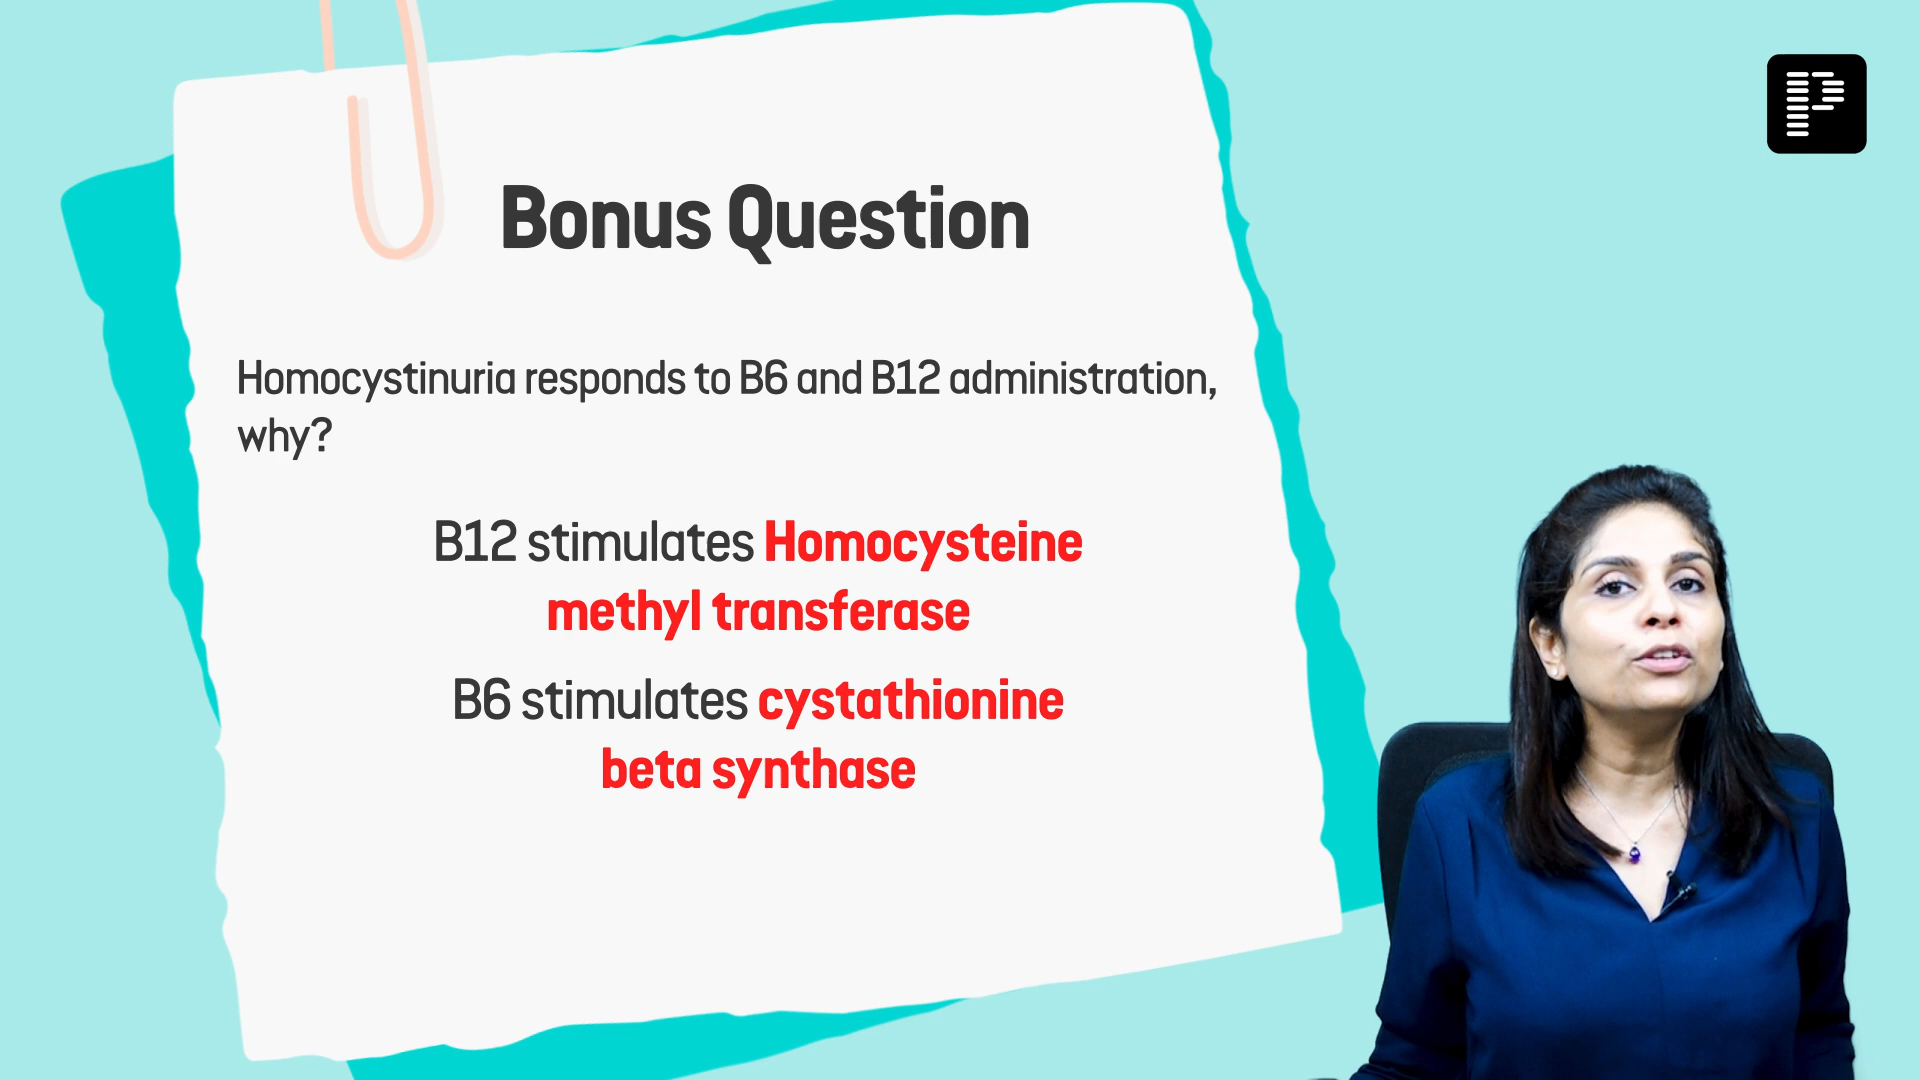 Bonus Question
Homocystinuria responds to B6 and B12 administration,
why?
B12 stimulates Homocysteine
methyl transferase
B6 stimulates cystathionine
beta synthase